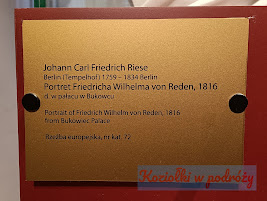 Johann Carl Friedrich Riese
Berlin (Tempelhof) 1759 – 1834 Berlin
Portret Friedricha Wilhelma von Reden, 1816
d. w pałacu w Bukowcu
Portrait of Friedrich Wilhelm von Reden, 1816
from Bukowiec Palace
Rzeźba europejska, nr kat. 72
Koziołki w podróży